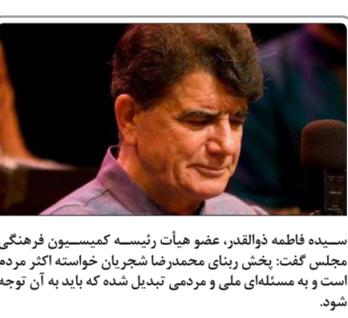 سیده فاطمه ذوالقدر، عضو هیأت رئیسه کمیسیون فرهنگی
مجلس گفت: پخش ربنای محمدرضا شجریان خواسته اکثر مردم
است و به مسئله‌ای ملی و مردمی تبدیل شده که باید به آن توجه
شود.